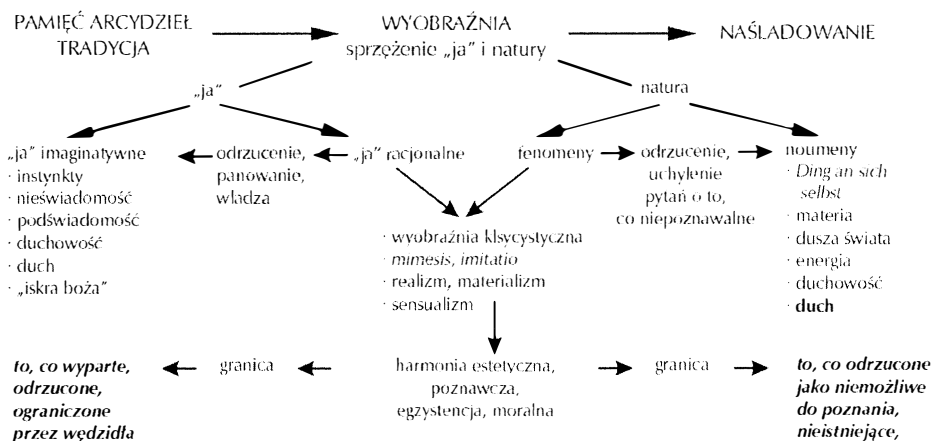 PAMIĘĆ ARCYDZIEŁ
TRADYCJA
WYOBRAŹNIA
sprzężenie „ja” i natury
NAŚLADOWANIE
„ja”
natura
„ja” imaginatywne
· instynkty
· nieświadomość
· podświadomość
· duchowość
· duch
· „iskra boża”
odrzucenie,
panowanie,
władza
„ja” racjonalne
fenomeny
odrzucenie,
uchylenie
pytań o to,
co niepoznawalne
noumeny
· Ding an sich
selbst
· materia
· dusza świata
· energia
· duchowość
· duch
· wyobraźnia klsycystyczna
· mimesis, imitatio
· realizm, materializm
· sensualizm
to, co wyparte,
odrzucone,
ograniczone
przez wędzidła
granica
harmonia estetyczna,
poznawcza,
egzystencja, moralna
granica
to, co odrzucone
jako niemożliwe
do poznania,
nieistniejące,